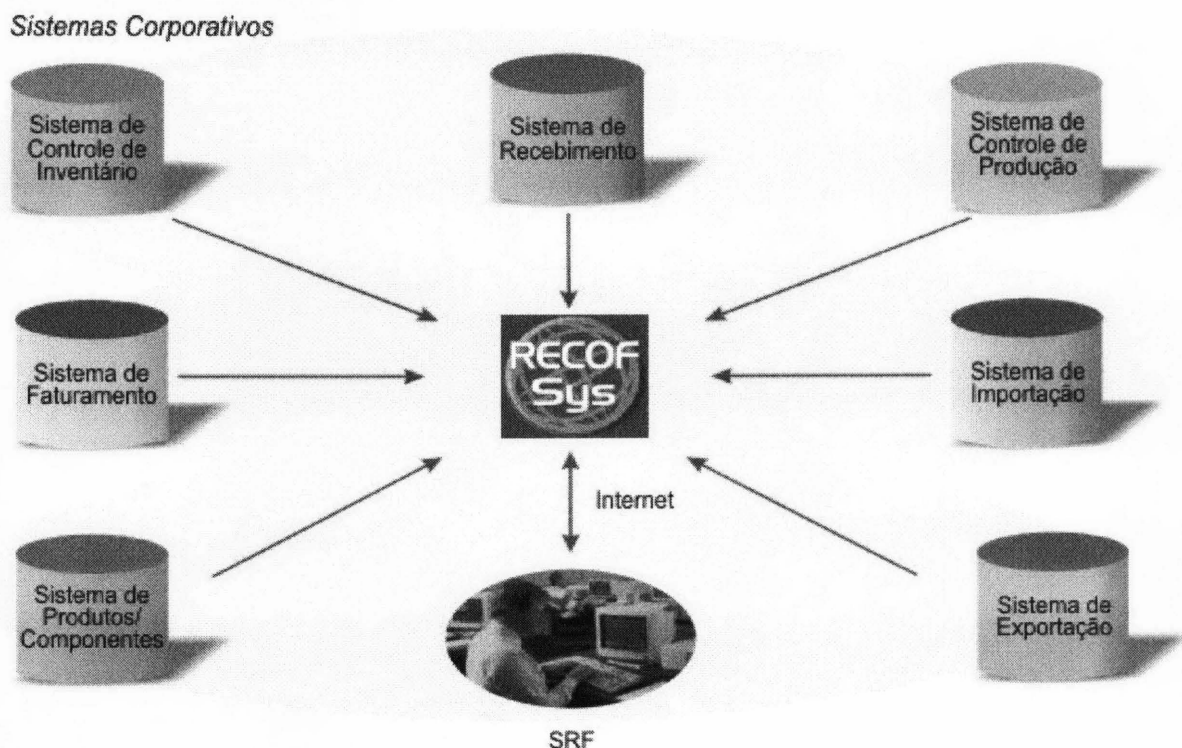 Sistemas Corporativos
Sistema de
Controle de
Inventário
Sistema de
Recebimento
Sistema de
Controle de
Produção
Sistema de
Faturamento
RECOF
Sys
Sistema de
Importação
Internet
Sistema de
Produtos/
Componentes
Sistema de
Exportação
SRF